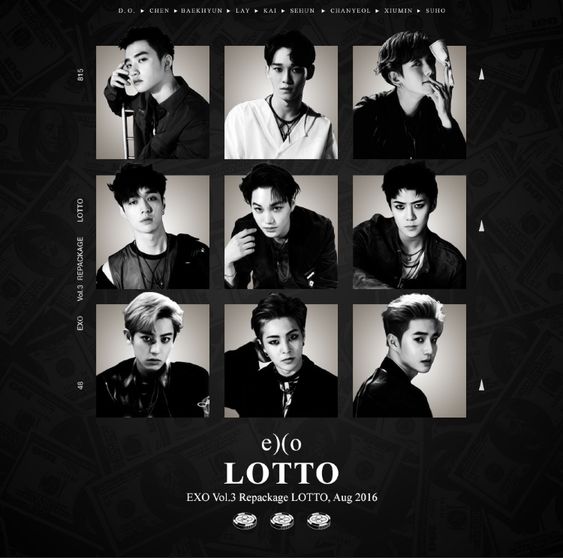 D.O. ▶ CHEN ▶ BAEKHYUN ▶ LAY ▶ KAI ▶ SEHUN ▶ CHANYEOL ▶ XIUMIN ▶ SUHO
815
EXO Vol.3 REPACKAGE LOTTO
48
e)(o
LOTTO
EXO Vol.3 Repackage LOTTO, Aug 2016